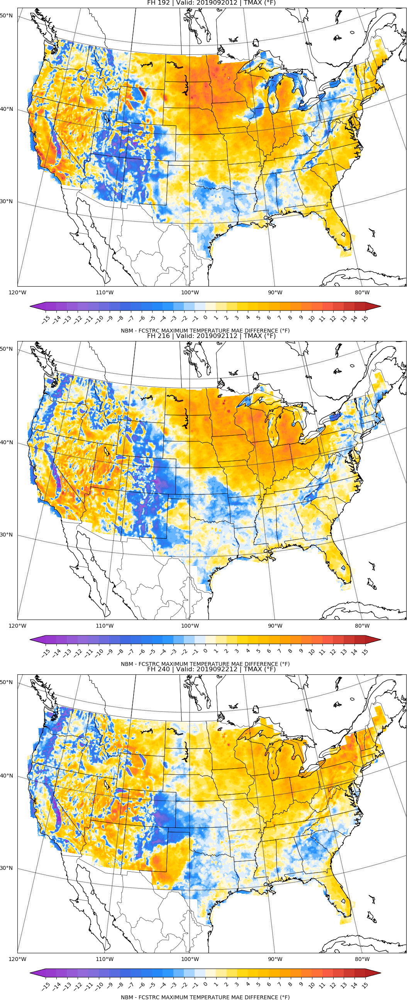 FH 192 | Valid: 2019092012 | TMAX (°F)
50°N
40°N
30°N
120°W 110°W 100°W 90°W 80°W
−15 −14 −13 −12 −11 −10 −9 −8 −7 −6 −5 −4 −3 −2 −1 0 1 2 3 4 5 6 7 8 9 10 11 12 13 14 15
NBM - FCSTRC MAXIMUM TEMPERATURE MAE DIFFERENCE (°F)
FH 216 | Valid: 2019092112 | TMAX (°F)
50°N
40°N
30°N
120°W 110°W 100°W 90°W 80°W
−15 −14 −13 −12 −11 −10 −9 −8 −7 −6 −5 −4 −3 −2 −1 0 1 2 3 4 5 6 7 8 9 10 11 12 13 14 15
NBM - FCSTRC MAXIMUM TEMPERATURE MAE DIFFERENCE (°F)
FH 240 | Valid: 2019092212 | TMAX (°F)
50°N
40°N
30°N
120°W 110°W 100°W 90°W 80°W
−15 −14 −13 −12 −11 −10 −9 −8 −7 −6 −5 −4 −3 −2 −1 0 1 2 3 4 5 6 7 8 9 10 11 12 13 14 15
NBM - FCSTRC MAXIMUM TEMPERATURE MAE DIFFERENCE (°F)